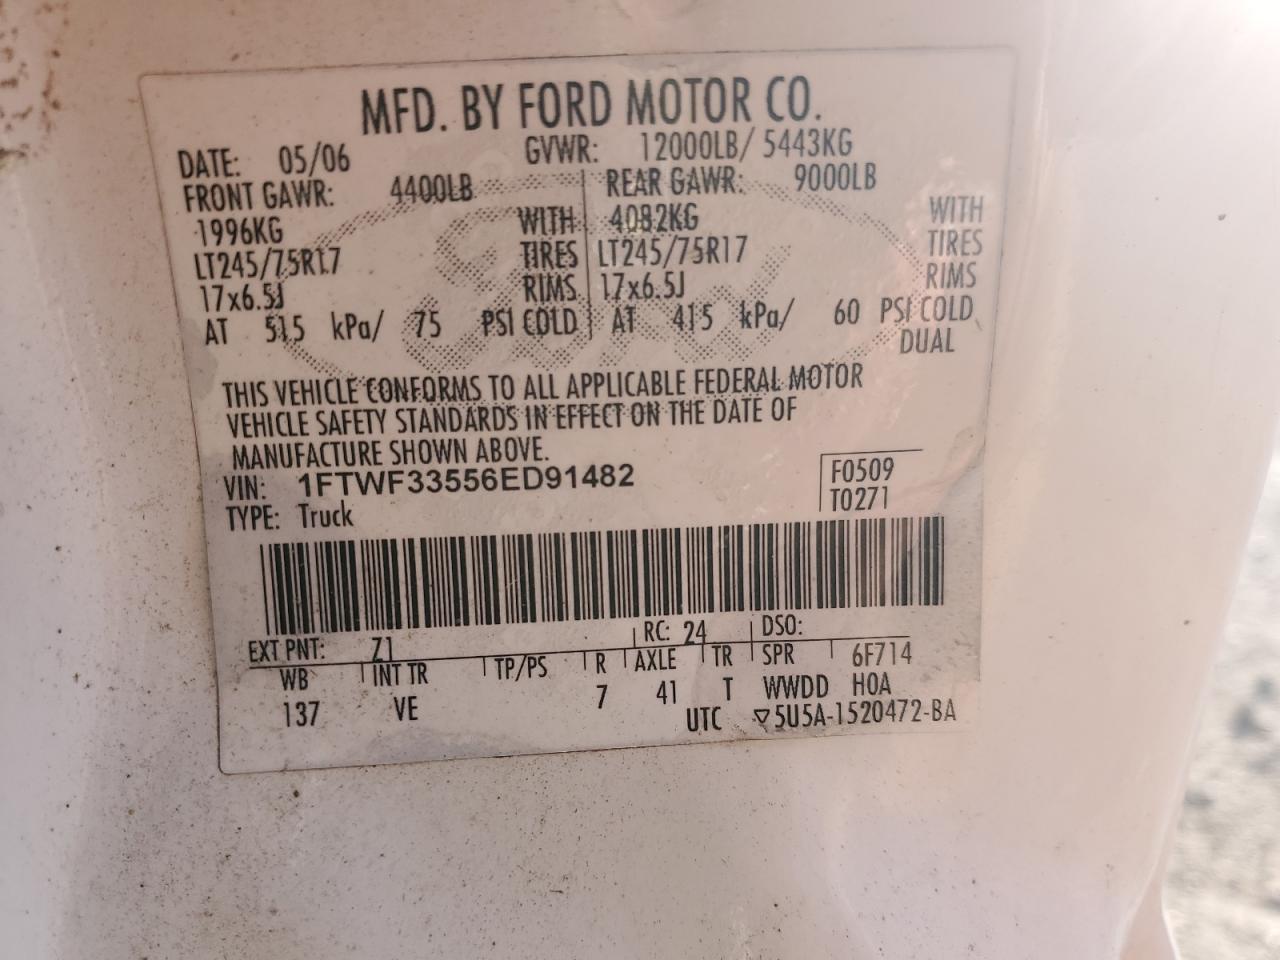 MFD. BY FORD MOTOR CO.
DATE: 05/06 GVWR: 12000LB/ 5443KG
FRONT GAWR: 4400LB REAR GAWR: 9000LB
1996KG WITH 4082KG WITH
LT245/75R17 TIRES LT245/75R17 TIRES
17x6.5J RIMS 17x6.5J RIMS
AT 515 kPa/ 75 PSI COLD AT 415 kPa/ 60 PSI COLD
DUAL
THIS VEHICLE CONFORMS TO ALL APPLICABLE FEDERAL MOTOR
VEHICLE SAFETY STANDARDS IN EFFECT ON THE DATE OF
MANUFACTURE SHOWN ABOVE.
VIN: 1FTWF33556ED91482 F0509
TYPE: Truck T0271
EXT PNT: Z1 RC: 24 DSO:
WB INT TR TP/PS R AXLE TR SPR 6F714
137 VE 7 41 T WWDD HOA
UTC ▽5U5A-1520472-BA
Ford